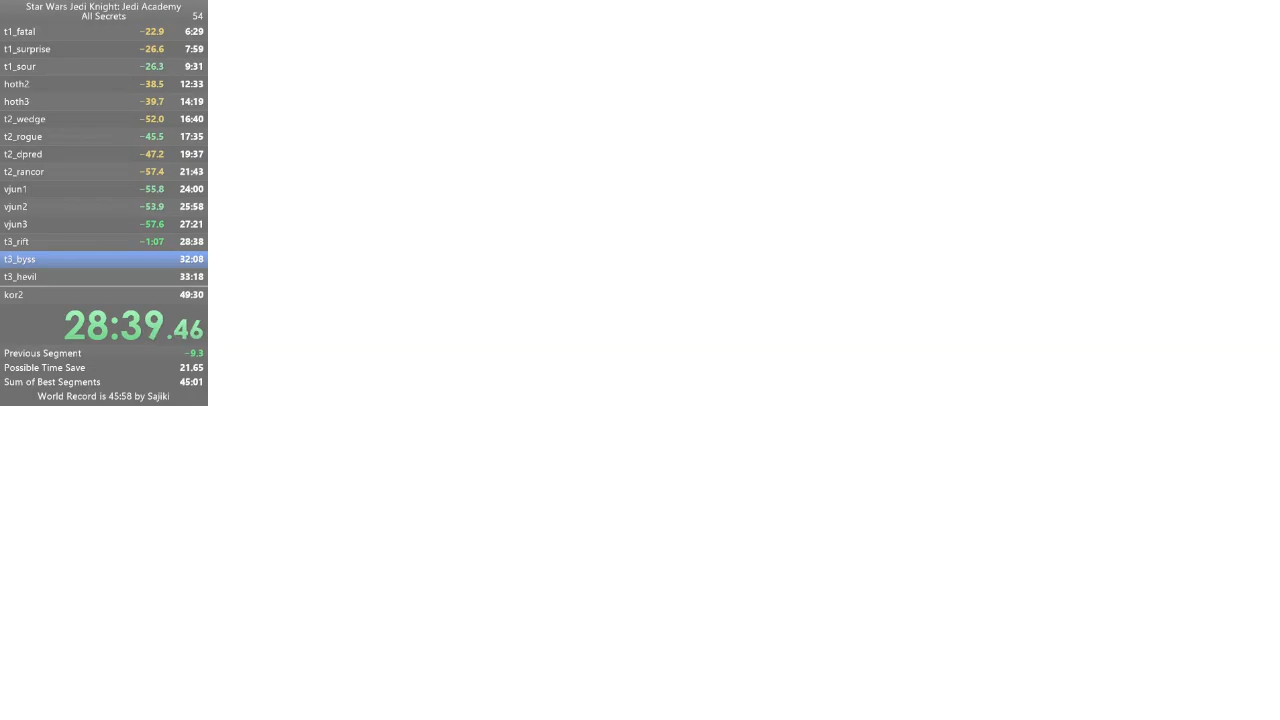 Star Wars Jedi Knight: Jedi Academy
All Secrets 54
t1_fatal −22.9 6:29
t1_surprise −26.6 7:59
t1_sour −26.3 9:31
hoth2 −38.5 12:33
hoth3 −39.7 14:19
t2_wedge −52.0 16:40
t2_rogue −45.5 17:35
t2_dpred −47.2 19:37
t2_rancor −57.4 21:43
vjun1 −55.8 24:00
vjun2 −53.9 25:58
vjun3 −57.6 27:21
t3_rift −1:07 28:38
t3_byss 32:08
t3_hevil 33:18
kor2 49:30
28:39.46
Previous Segment −9.3
Possible Time Save 21.65
Sum of Best Segments 45:01
World Record is 45:58 by Sajiki